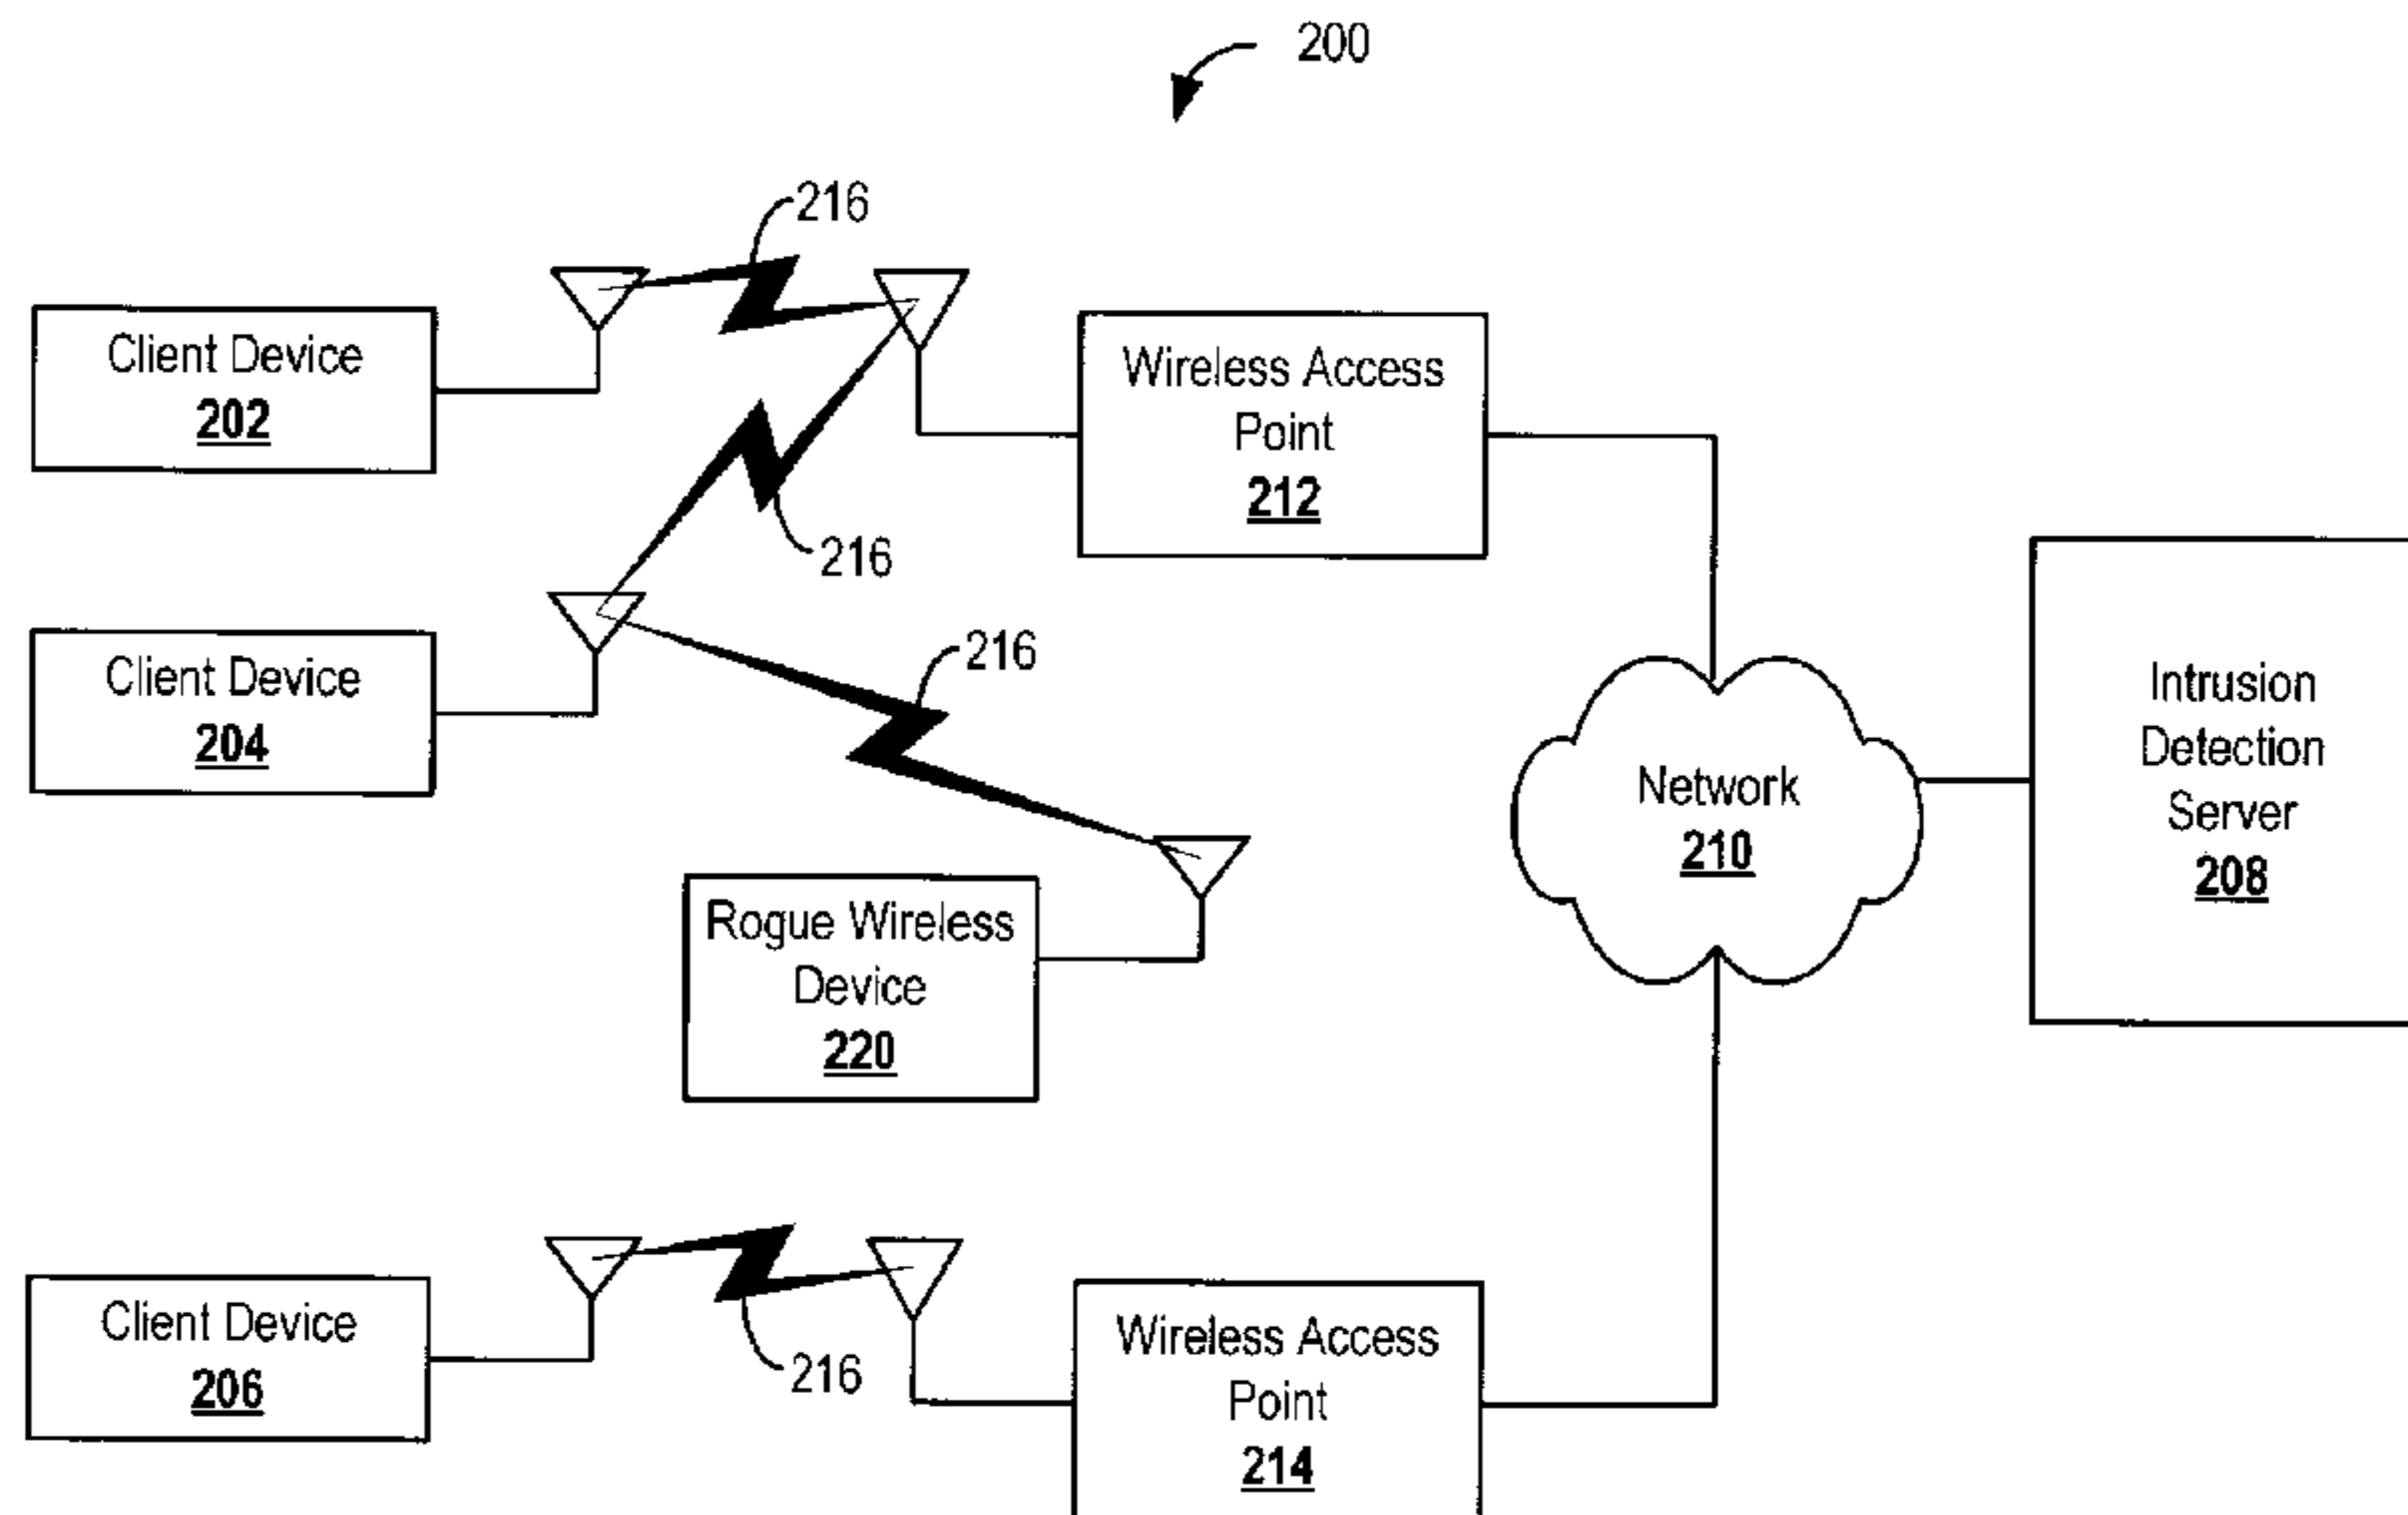 200
216
Client Device
202
Wireless Access
Point
212
216
Client Device
204
216
Intrusion
Detection
Server
208
Network
210
Rogue Wireless
Device
220
Client Device
206
216
Wireless Access
Point
214